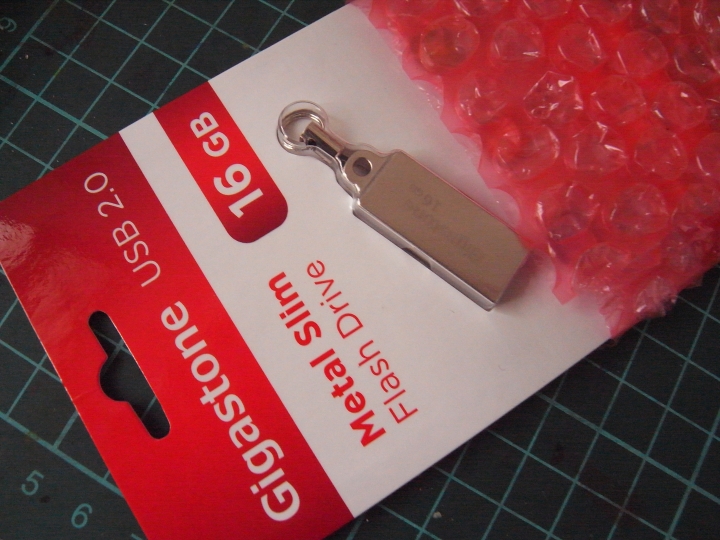 Gigastone USB 2.0
16 GB
Metal Slim
Flash Drive
5
6